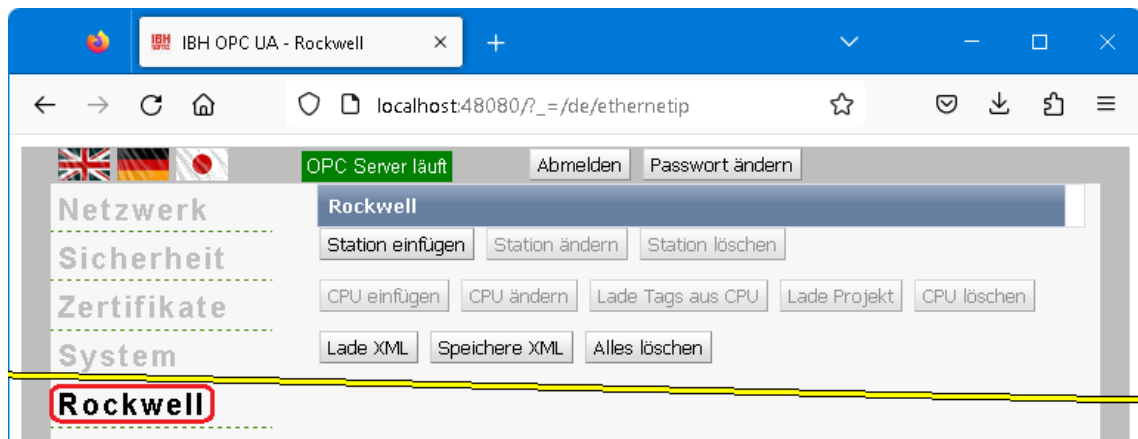 IBH SOFTEC IBH OPC UA - Rockwell
localhost:48080/?_=/de/ethernetip
OPC Server läuft Abmelden Passwort ändern
Netzwerk
Sicherheit
Zertifikate
System
Rockwell
Rockwell
Station einfügen Station ändern Station löschen
CPU einfügen CPU ändern Lade Tags aus CPU Lade Projekt CPU löschen
Lade XML Speichere XML Alles löschen